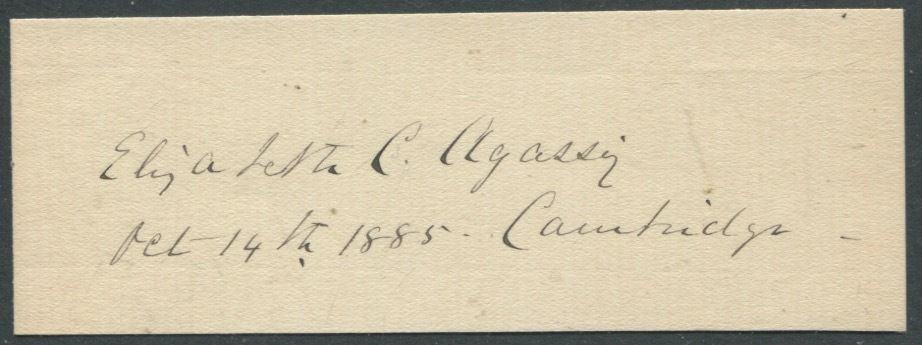 Elizabeth C. Agassiz
Oct 14th 1885. Cambridge –